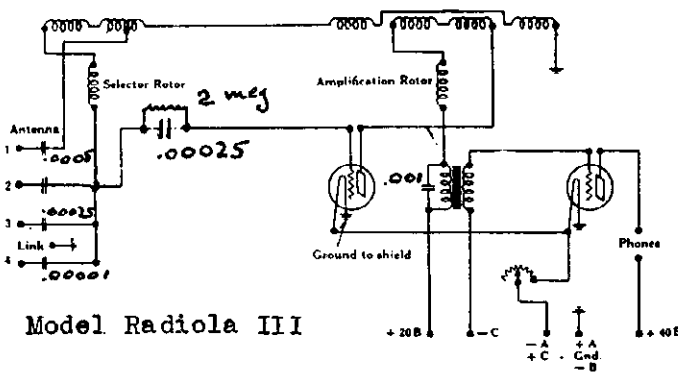 Selector Rotor
Amplification Rotor
2 meg
Antenna
1
.0005
.00025
2
.001
3
.00025
Link
4
.00001
Ground to shield
Phones
Model Radiola III
+ 20 B
− C
− A
+ C
+ A
Gnd.
− B
+ 40 B